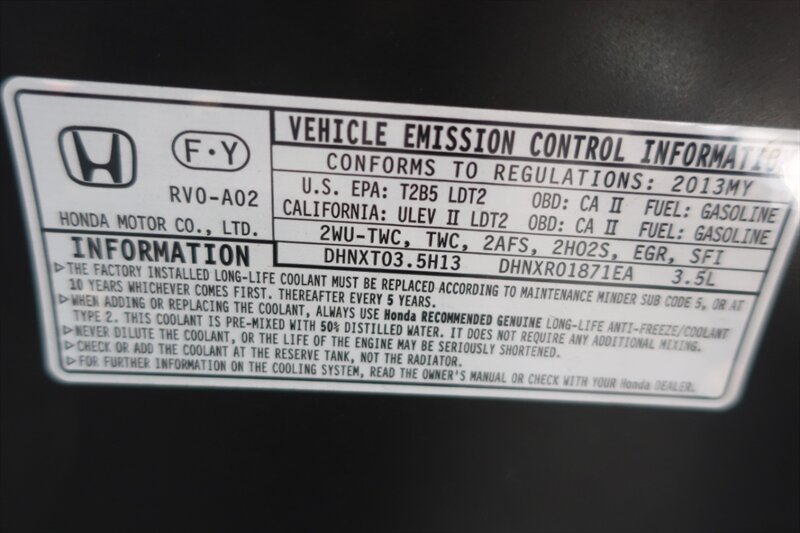 F·Y
RV0-A02
HONDA MOTOR CO., LTD.
VEHICLE EMISSION CONTROL INFORMATION
CONFORMS TO REGULATIONS: 2013MY
U.S. EPA: T2B5 LDT2 OBD: CA II FUEL: GASOLINE
CALIFORNIA: ULEV II LDT2 OBD: CA II FUEL: GASOLINE
2WU-TWC, TWC, 2AFS, 2HO2S, EGR, SFI
DHNXT03.5H13 DHNXR01871EA 3.5L
INFORMATION
▷THE FACTORY INSTALLED LONG-LIFE COOLANT MUST BE REPLACED ACCORDING TO MAINTENANCE MINDER SUB CODE 5, OR AT
10 YEARS WHICHEVER COMES FIRST. THEREAFTER EVERY 5 YEARS.
▷WHEN ADDING OR REPLACING THE COOLANT, ALWAYS USE Honda RECOMMENDED GENUINE LONG-LIFE ANTI-FREEZE/COOLANT
TYPE 2. THIS COOLANT IS PRE-MIXED WITH 50% DISTILLED WATER. IT DOES NOT REQUIRE ANY ADDITIONAL MIXING.
▷NEVER DILUTE THE COOLANT, OR THE LIFE OF THE ENGINE MAY BE SERIOUSLY SHORTENED.
▷CHECK OR ADD THE COOLANT AT THE RESERVE TANK, NOT THE RADIATOR.
▷FOR FURTHER INFORMATION ON THE COOLING SYSTEM, READ THE OWNER'S MANUAL OR CHECK WITH YOUR Honda DEALER.